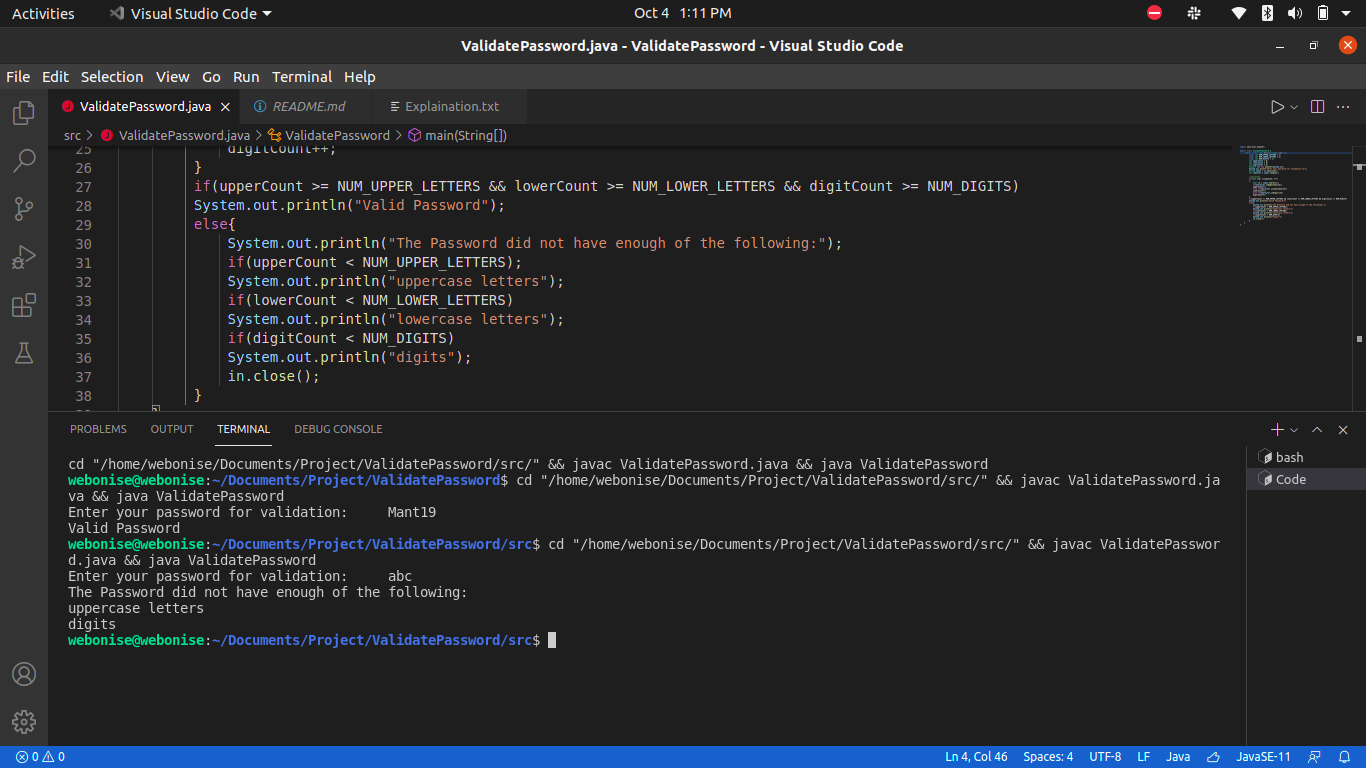 Activities Visual Studio Code Oct 4 1:11 PM
ValidatePassword.java - ValidatePassword - Visual Studio Code
File Edit Selection View Go Run Terminal Help
ValidatePassword.java README.md Explaination.txt
src > ValidatePassword.java > ValidatePassword > main(String[])
25 digitCount++;
26 }
27 if(upperCount >= NUM_UPPER_LETTERS && lowerCount >= NUM_LOWER_LETTERS && digitCount >= NUM_DIGITS)
28 System.out.println("Valid Password");
29 else{
30 System.out.println("The Password did not have enough of the following:");
31 if(upperCount < NUM_UPPER_LETTERS);
32 System.out.println("uppercase letters");
33 if(lowerCount < NUM_LOWER_LETTERS)
34 System.out.println("lowercase letters");
35 if(digitCount < NUM_DIGITS)
36 System.out.println("digits");
37 in.close();
38 }
PROBLEMS OUTPUT TERMINAL DEBUG CONSOLE
cd "/home/webonise/Documents/Project/ValidatePassword/src/" && javac ValidatePassword.java && java ValidatePassword
webonise@webonise:~/Documents/Project/ValidatePassword$ cd "/home/webonise/Documents/Project/ValidatePassword/src/" && javac ValidatePassword.ja
va && java ValidatePassword
Enter your password for validation: Mant19
Valid Password
webonise@webonise:~/Documents/Project/ValidatePassword/src$ cd "/home/webonise/Documents/Project/ValidatePassword/src/" && javac ValidatePasswor
d.java && java ValidatePassword
Enter your password for validation: abc
The Password did not have enough of the following:
uppercase letters
digits
webonise@webonise:~/Documents/Project/ValidatePassword/src$
bash
Code
0 0 Ln 4, Col 46 Spaces: 4 UTF-8 LF Java JavaSE-11